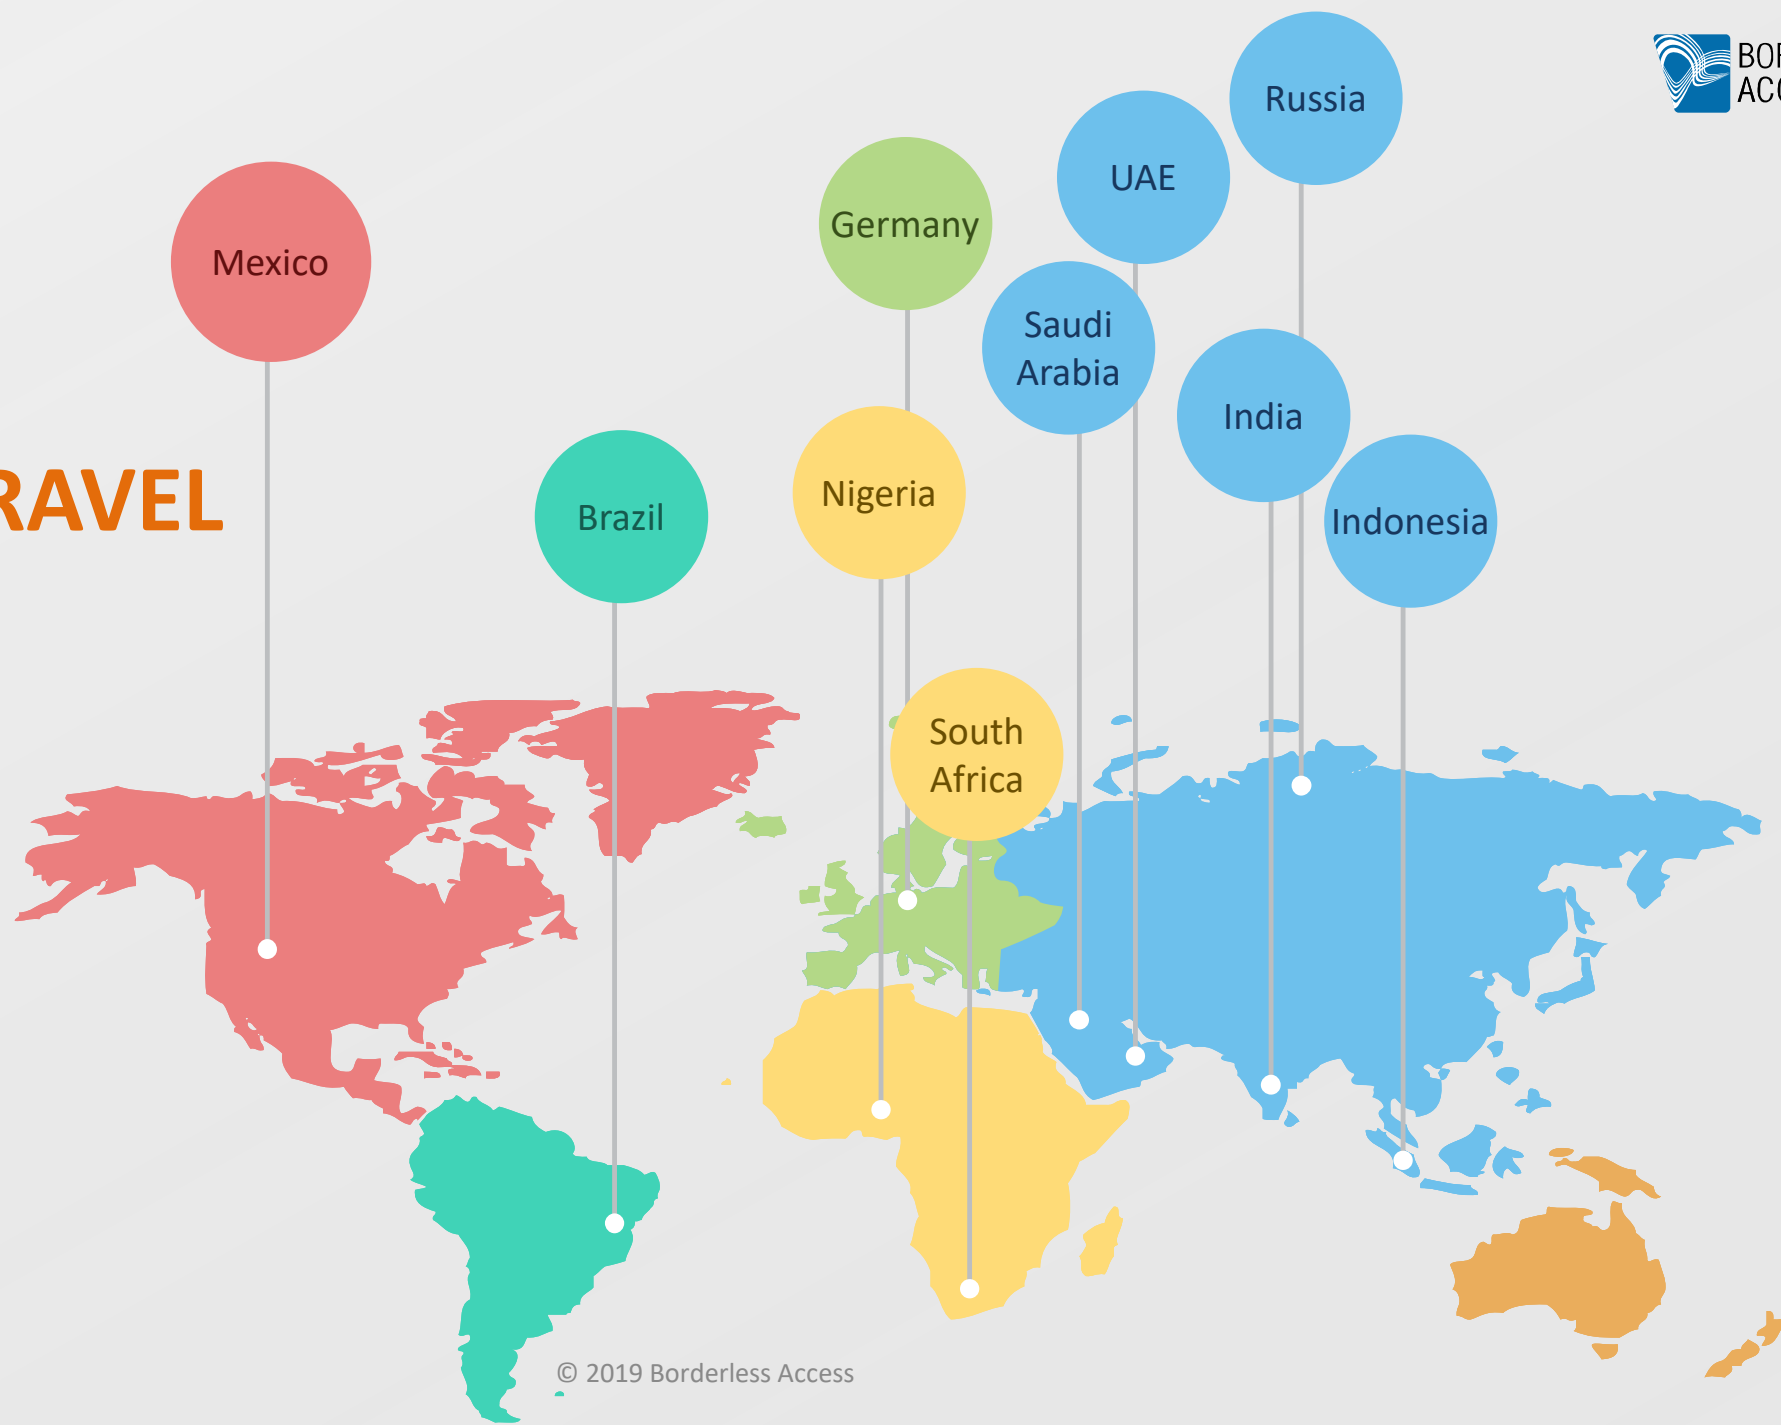 Russia
UAE
Germany
Mexico
Saudi
Arabia
India
Nigeria
RAVEL
Brazil
Indonesia
South
Africa
© 2019 Borderless Access